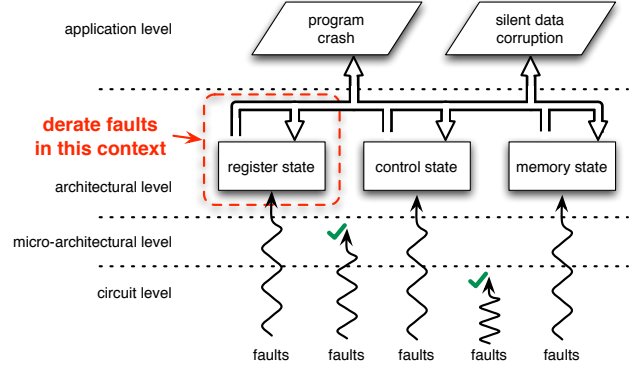 application level
program
crash
silent data
corruption
derate faults
in this context
register state
control state
memory state
architectural level
micro-architectural level
circuit level
faults
faults
faults
faults
faults